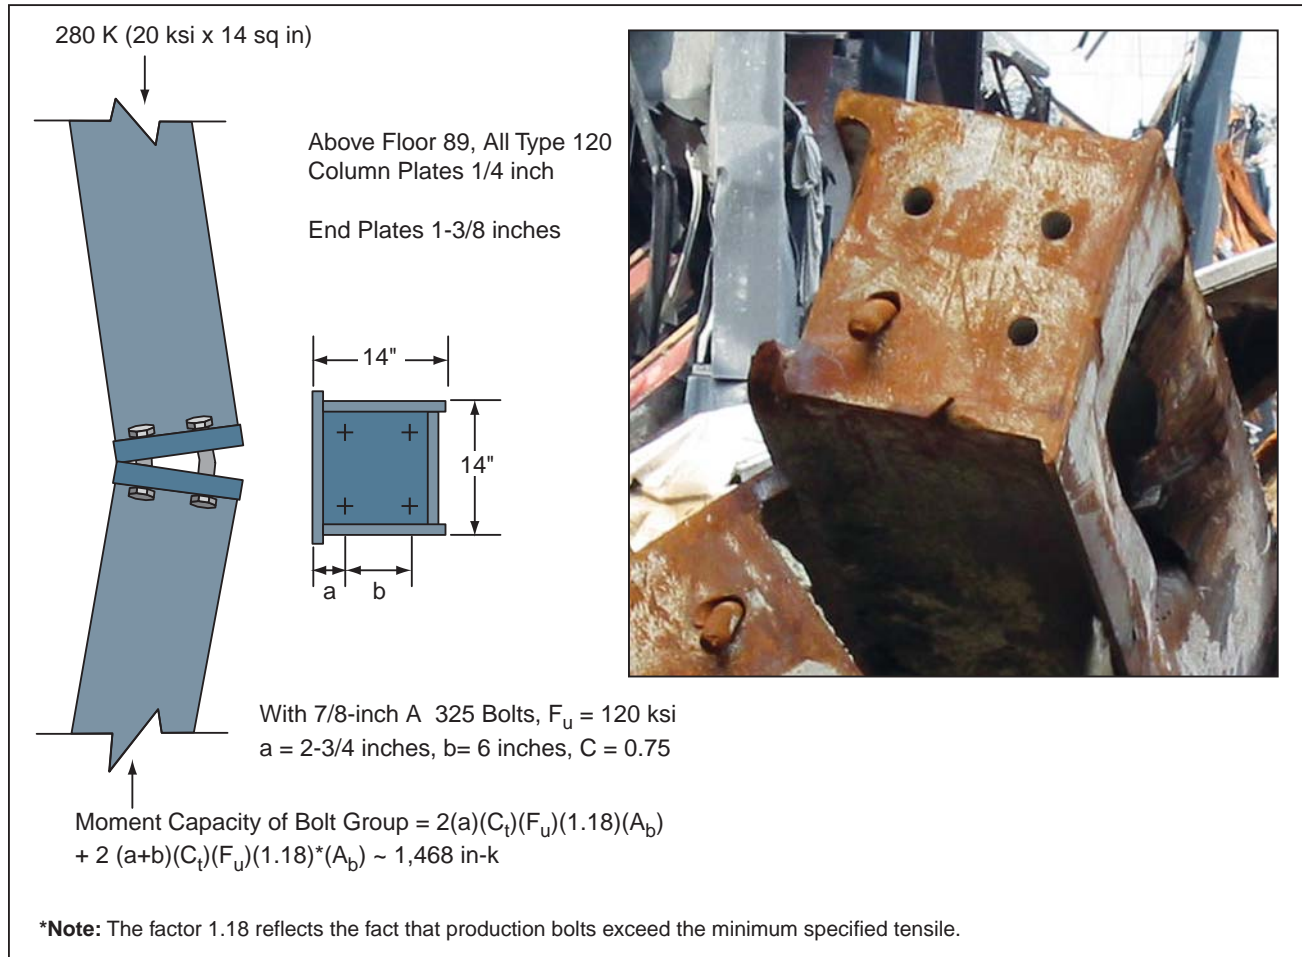 280 K (20 ksi x 14 sq in)
Above Floor 89, All Type 120
Column Plates 1/4 inch
End Plates 1-3/8 inches
14"
14"
a
b
With 7/8-inch A 325 Bolts, Fu = 120 ksi
a = 2-3/4 inches, b= 6 inches, C = 0.75
Moment Capacity of Bolt Group = 2(a)(Ct)(Fu)(1.18)(Ab)
+ 2 (a+b)(Ct)(Fu)(1.18)*(Ab) ~ 1,468 in-k
*Note: The factor 1.18 reflects the fact that production bolts exceed the minimum specified tensile.